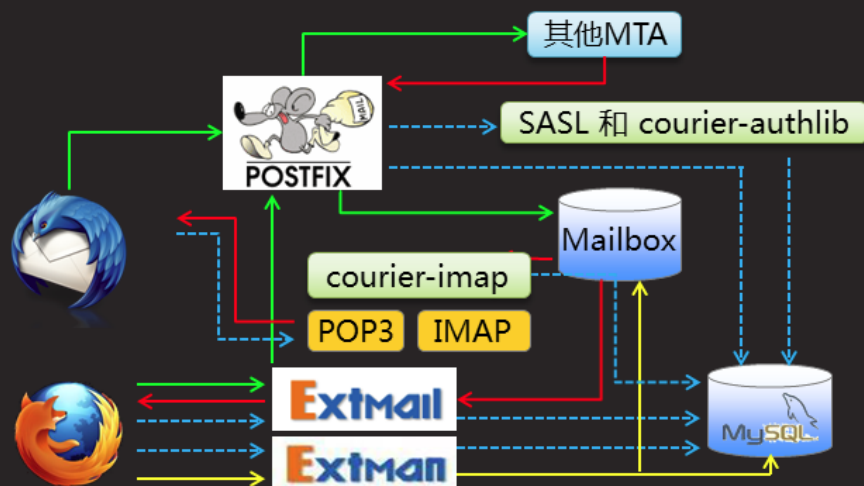 其他MTA
MAIL
POSTFIX
SASL 和 courier-authlib
Mailbox
courier-imap
POP3
IMAP
Extmail
Extman
MySQL